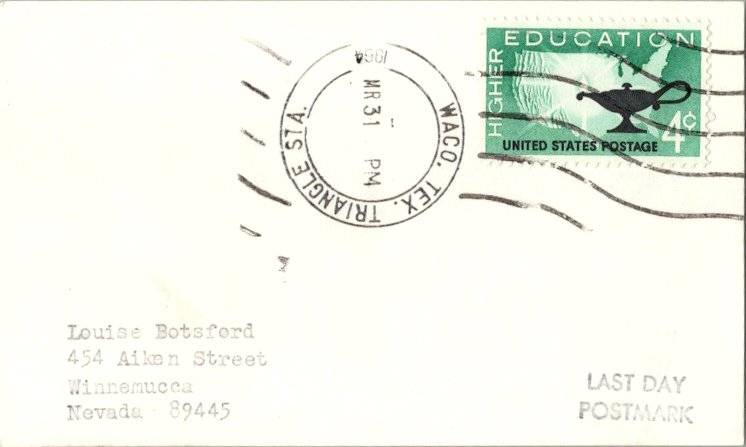 WACO, TEX. TRIANGLE STA.
MR 31
PM
1964
HIGHER
EDUCATION
4¢
UNITED STATES POSTAGE
Louise Botsford
454 Aiken Street
Winnemucca
Nevada 89445
LAST DAY
POSTMARK